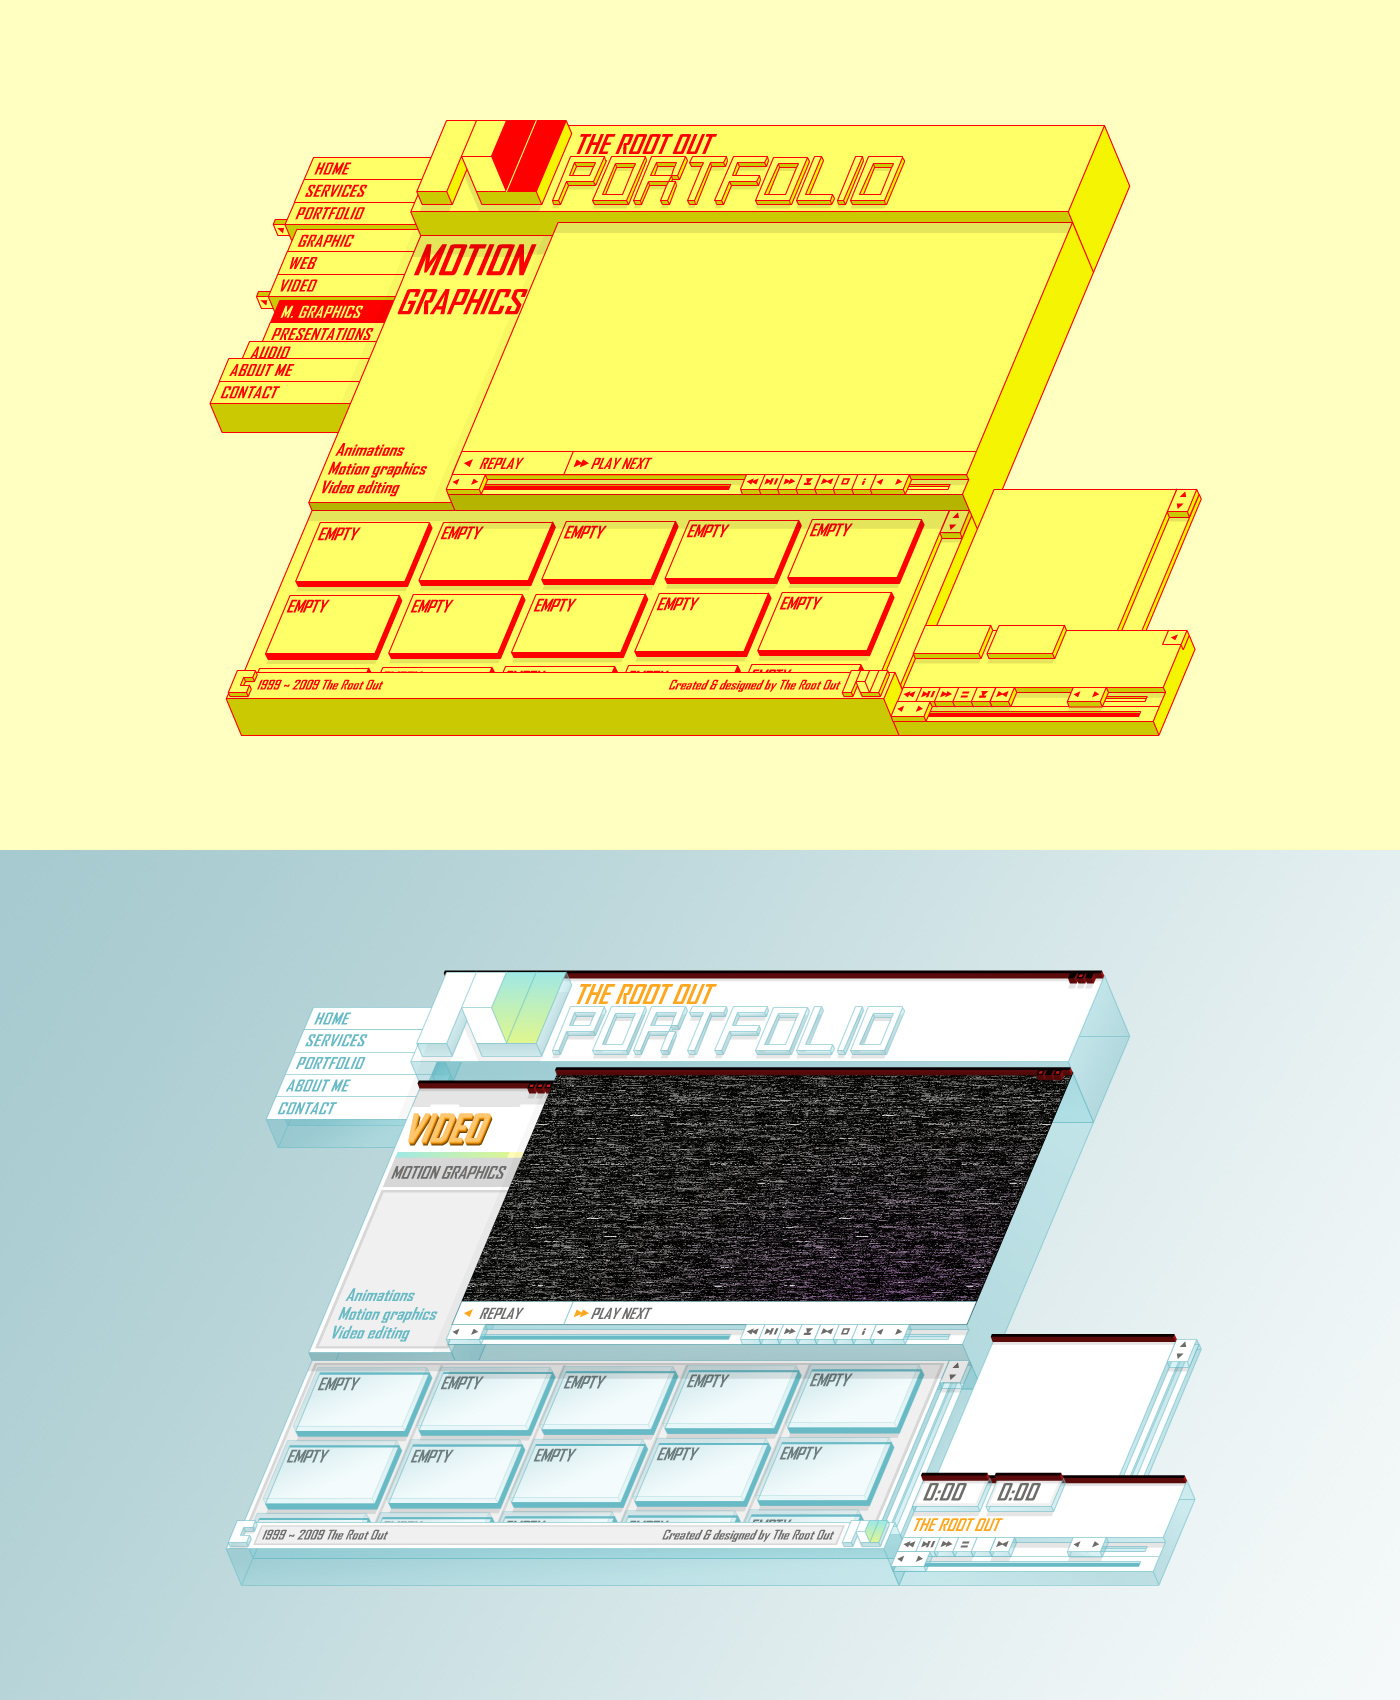 THE ROOT OUT
PORTFOLIO
HOME
SERVICES
PORTFOLIO
GRAPHIC
WEB
VIDEO
M. GRAPHICS
PRESENTATIONS
AUDIO
ABOUT ME
CONTACT
MOTION
GRAPHICS
Animations
Motion graphics
Video editing
REPLAY
PLAY NEXT
EMPTY EMPTY EMPTY EMPTY EMPTY
EMPTY EMPTY EMPTY EMPTY EMPTY
1999 ~ 2009 The Root Out
Created & designed by The Root Out
THE ROOT OUT
PORTFOLIO
HOME
SERVICES
PORTFOLIO
ABOUT ME
CONTACT
VIDEO
MOTION GRAPHICS
Animations
Motion graphics
Video editing
REPLAY
PLAY NEXT
EMPTY EMPTY EMPTY EMPTY EMPTY
EMPTY EMPTY EMPTY EMPTY EMPTY
0:00 0:00
THE ROOT OUT
1999 ~ 2009 The Root Out
Created & designed by The Root Out